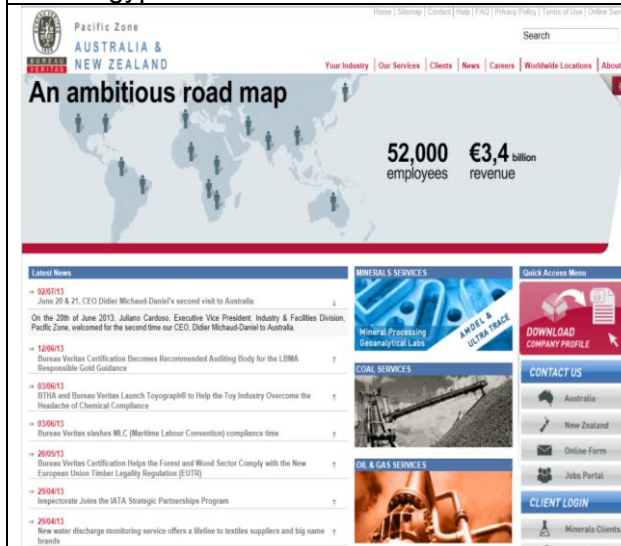 Home | Sitemap | Contact | Help | FAQ | Privacy Policy | Terms of Use | Online Ser
Pacific Zone
AUSTRALIA &
NEW ZEALAND
BUREAU
VERITAS
Search
Your Industry | Our Services | Clients | News | Careers | Worldwide Locations | About
An ambitious road map
52,000 €3,4 billion
employees revenue
Latest News
02/07/13
June 20 & 21. CEO Didier Michaud-Daniel's second visit to Australia
On the 20th of June 2013, Juliano Cardoso, Executive Vice President, Industry & Facilities Division,
Pacific Zone, welcomed for the second time our CEO, Didier Michaud-Daniel to Australia.
12/06/13
Bureau Veritas Certification Becomes Recommended Auditing Body for the LBMA
Responsible Gold Guidance
03/06/13
BTHA and Bureau Veritas Launch Toyograph® to Help the Toy Industry Overcome the
Headache of Chemical Compliance
03/06/13
Bureau Veritas slashes MLC (Maritime Labour Convention) compliance time
20/05/13
Bureau Veritas Certification Helps the Forest and Wood Sector Comply with the New
European Union Timber Legality Regulation (EUTR)
29/04/13
Inspectorate Joins the IATA Strategic Partnerships Program
29/04/13
New water discharge monitoring service offers a lifeline to textiles suppliers and big name
brands
MINERALS SERVICES
Mineral Processing
Geoanalytical Labs
AMDEL &
ULTRA TRACE
COAL SERVICES
OIL & GAS SERVICES
Quick Access Menu
DOWNLOAD
COMPANY PROFILE
CONTACT US
Australia
New Zealand
Online Form
Jobs Portal
CLIENT LOGIN
Minerals Clients